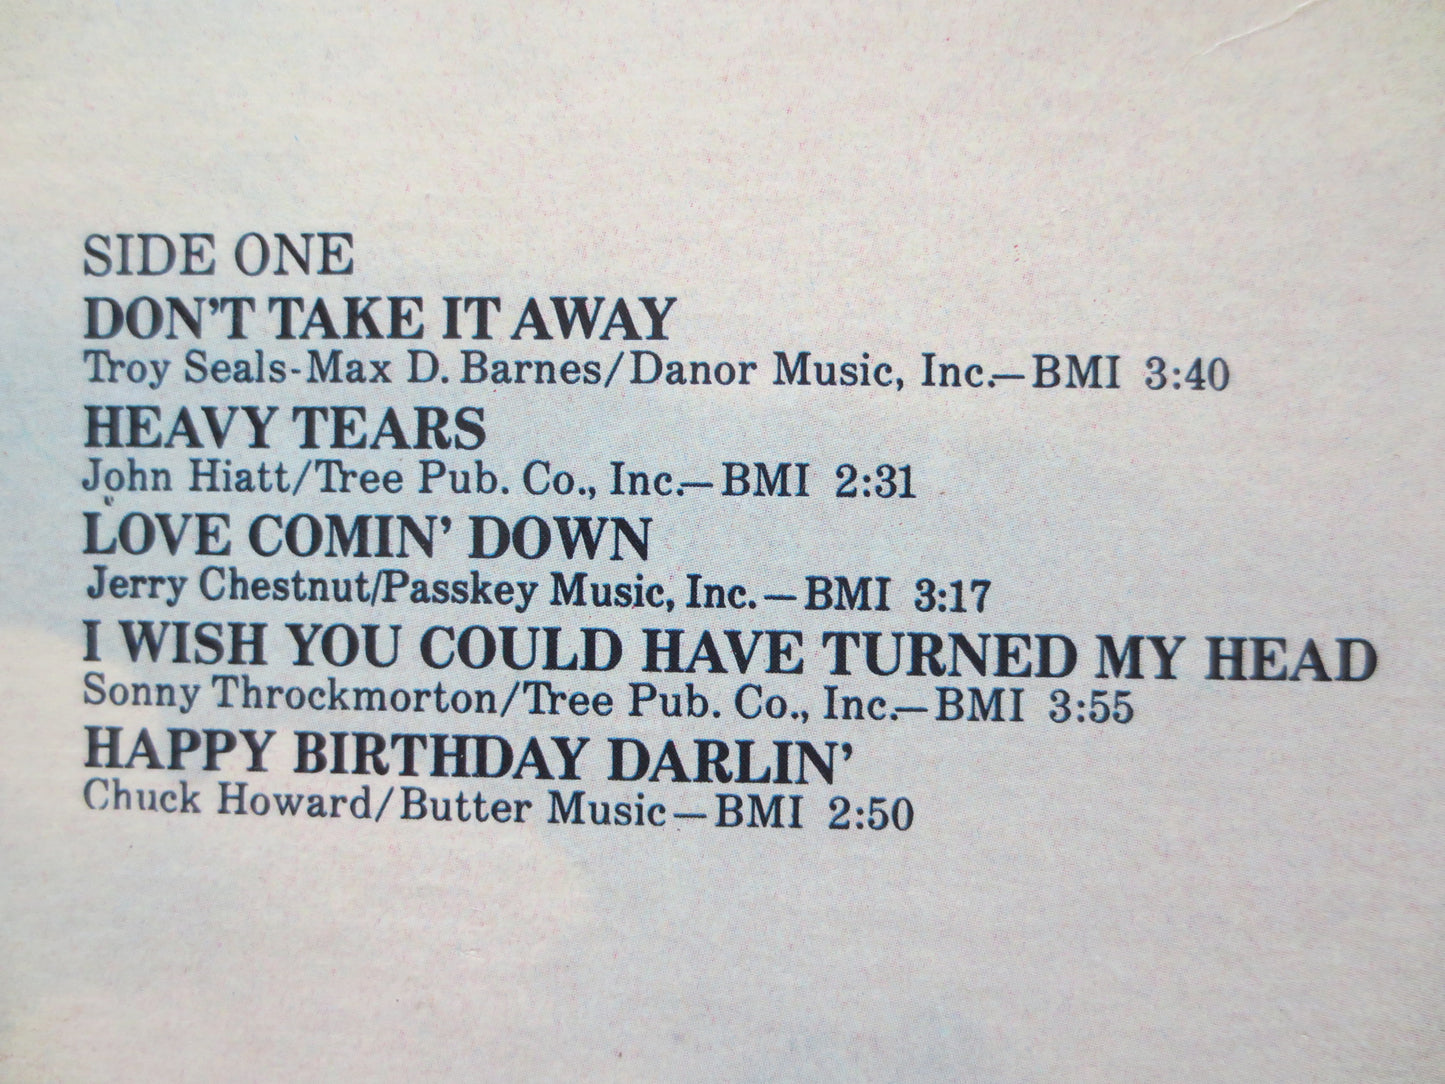 SIDE ONE
DON'T TAKE IT AWAY
Troy Seals-Max D. Barnes/Danor Music, Inc.—BMI 3:40
HEAVY TEARS
John Hiatt/Tree Pub. Co., Inc.—BMI 2:31
LOVE COMIN' DOWN
Jerry Chestnut/Passkey Music, Inc.—BMI 3:17
I WISH YOU COULD HAVE TURNED MY HEAD
Sonny Throckmorton/Tree Pub. Co., Inc.—BMI 3:55
HAPPY BIRTHDAY DARLIN'
Chuck Howard/Butter Music—BMI 2:50